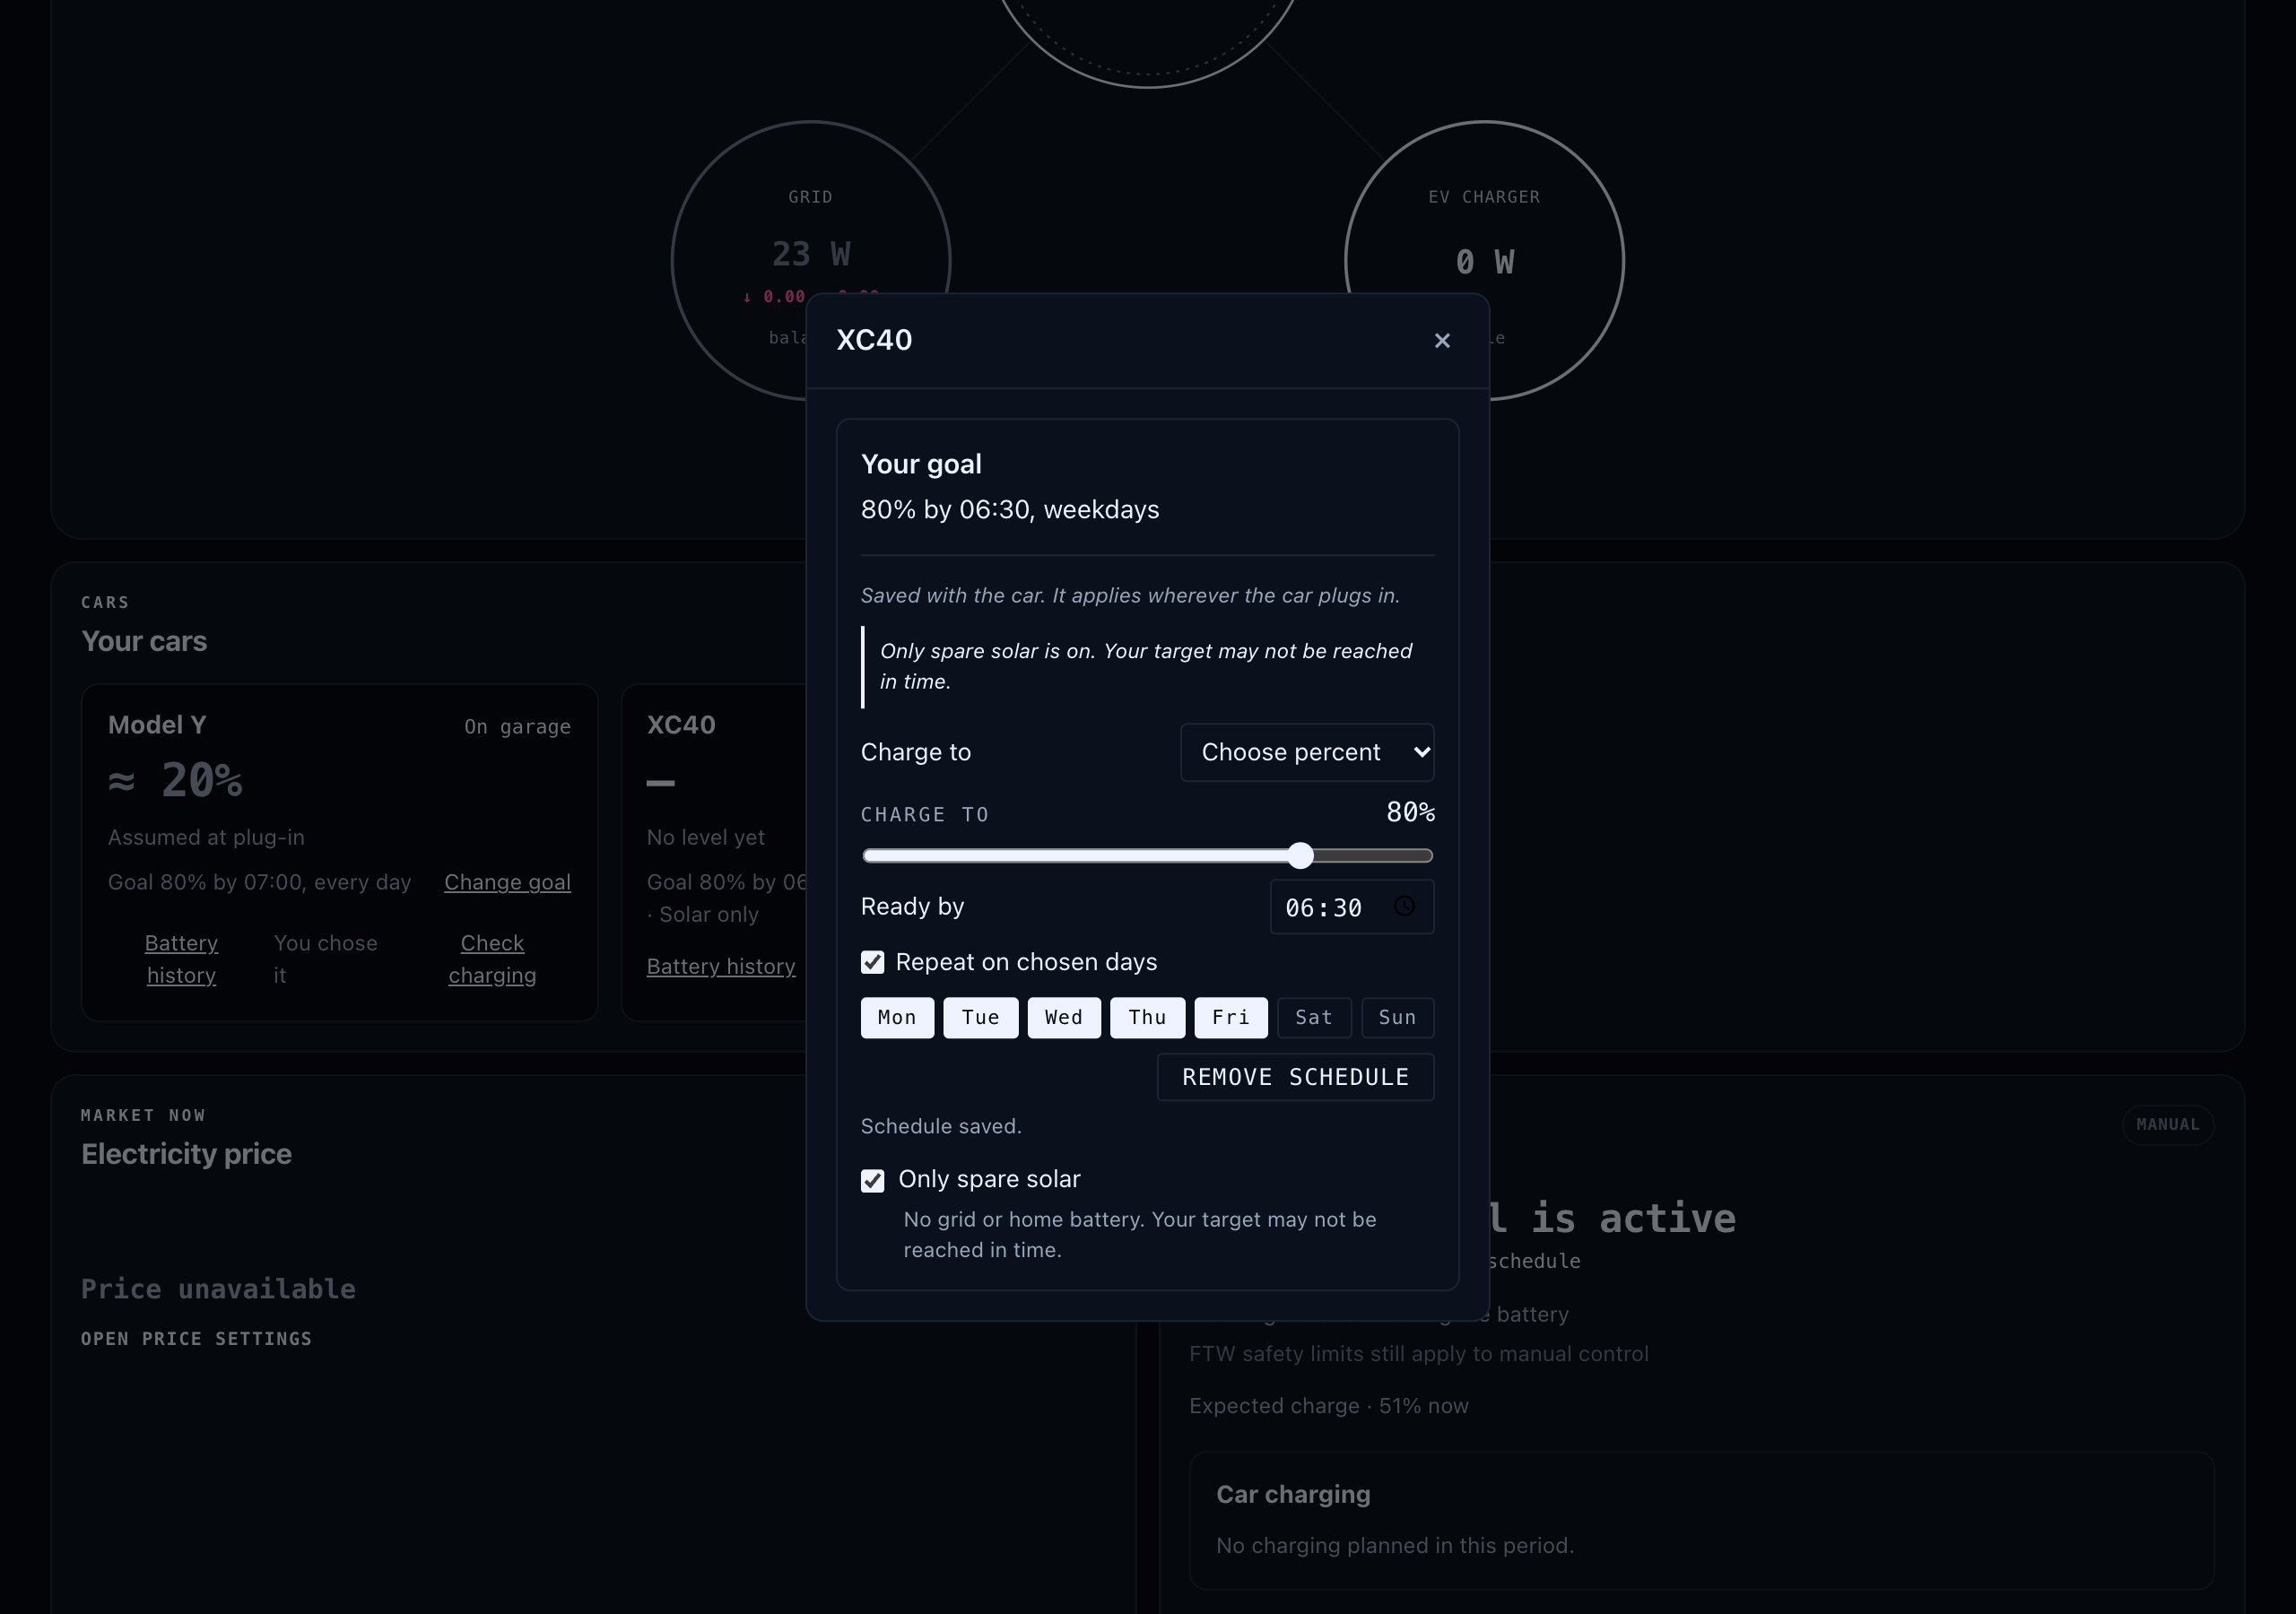 GRID
23 W
↓ 0.00
EV CHARGER
0 W
XC40
×
Your goal
80% by 06:30, weekdays
Saved with the car. It applies wherever the car plugs in.
Only spare solar is on. Your target may not be reached
in time.
Charge to
Choose percent
CHARGE TO
80%
Ready by
06:30
Repeat on chosen days
Mon Tue Wed Thu Fri Sat Sun
REMOVE SCHEDULE
Schedule saved.
Only spare solar
No grid or home battery. Your target may not be
reached in time.
CARS
Your cars
Model Y
On garage
≈ 20%
Assumed at plug-in
Goal 80% by 07:00, every day
Change goal
Battery
history
You chose
it
Check
charging
XC40
—
No level yet
Goal 80% by 06
· Solar only
Battery history
MARKET NOW
Electricity price
Price unavailable
OPEN PRICE SETTINGS
MANUAL
is active
schedule
battery
FTW safety limits still apply to manual control
Expected charge · 51% now
Car charging
No charging planned in this period.